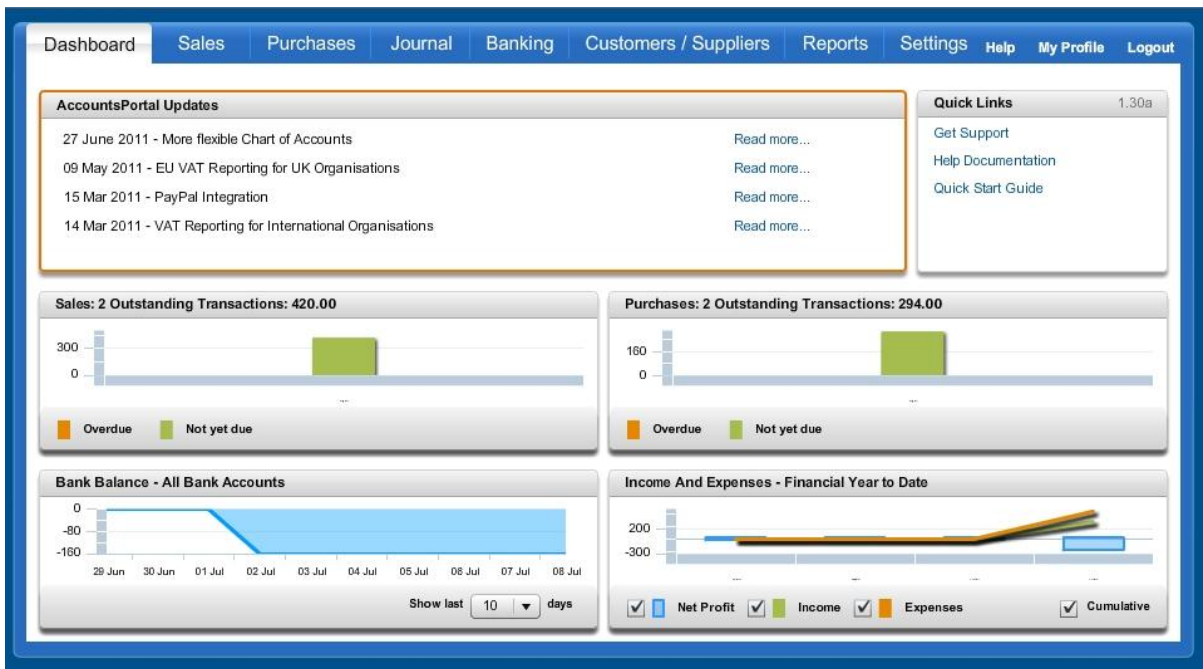 Dashboard Sales Purchases Journal Banking Customers / Suppliers Reports Settings Help My Profile Logout
AccountsPortal Updates
27 June 2011 - More flexible Chart of Accounts Read more...
09 May 2011 - EU VAT Reporting for UK Organisations Read more...
15 Mar 2011 - PayPal Integration Read more...
14 Mar 2011 - VAT Reporting for International Organisations Read more...
Quick Links 1.30a
Get Support
Help Documentation
Quick Start Guide
Sales: 2 Outstanding Transactions: 420.00
300
0
Overdue Not yet due
Purchases: 2 Outstanding Transactions: 294.00
160
0
Overdue Not yet due
Bank Balance - All Bank Accounts
0
-80
-160
29 Jun 30 Jun 01 Jul 02 Jul 03 Jul 04 Jul 05 Jul 06 Jul 07 Jul 08 Jul
Show last 10 days
Income And Expenses - Financial Year to Date
200
-300
Net Profit Income Expenses Cumulative